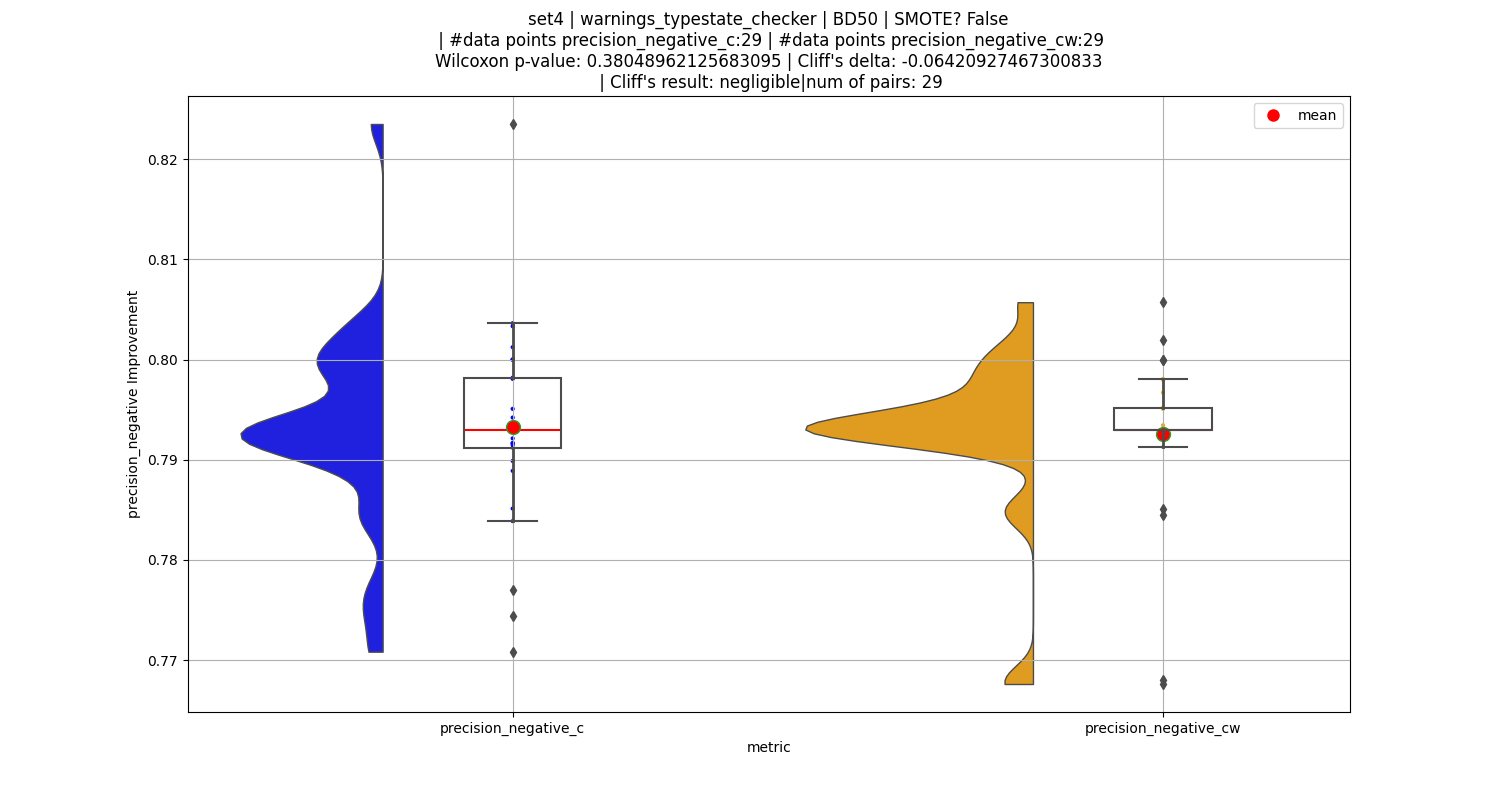 set4 | warnings_typestate_checker | BD50 | SMOTE? False
| #data points precision_negative_c:29 | #data points precision_negative_cw:29
Wilcoxon p-value: 0.38048962125683095 | Cliff's delta: -0.06420927467300833
| Cliff's result: negligible|num of pairs: 29
mean
0.82
0.81
0.80
0.79
0.78
0.77
precision_negative Improvement
precision_negative_c
precision_negative_cw
metric